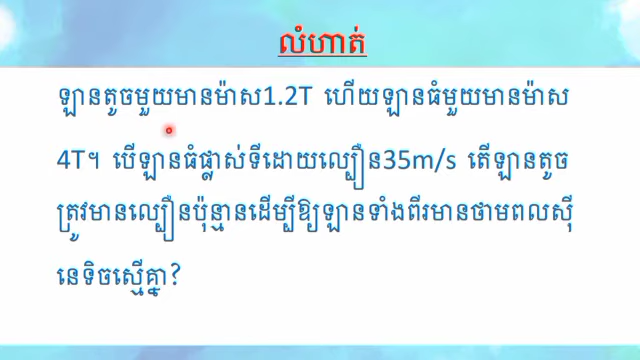 លំហាត់
ឡានតូចមួយមានម៉ាស1.2T ហើយឡានធំមួយមានម៉ាស
4T។ បើឡានធំផ្លាស់ទីដោយល្បឿន35m/s តើឡានតូច
ត្រូវមានល្បឿនប៉ុន្មានដើម្បីឱ្យឡានទាំងពីរមានថាមពលស៊ី
នេទិចស្មើគ្នា?